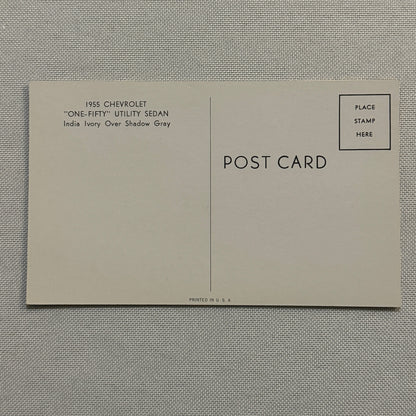 1955 CHEVROLET
"ONE-FIFTY" UTILITY SEDAN
India Ivory Over Shadow Gray
PLACE
STAMP
HERE
POST CARD
PRINTED IN U. S. A.